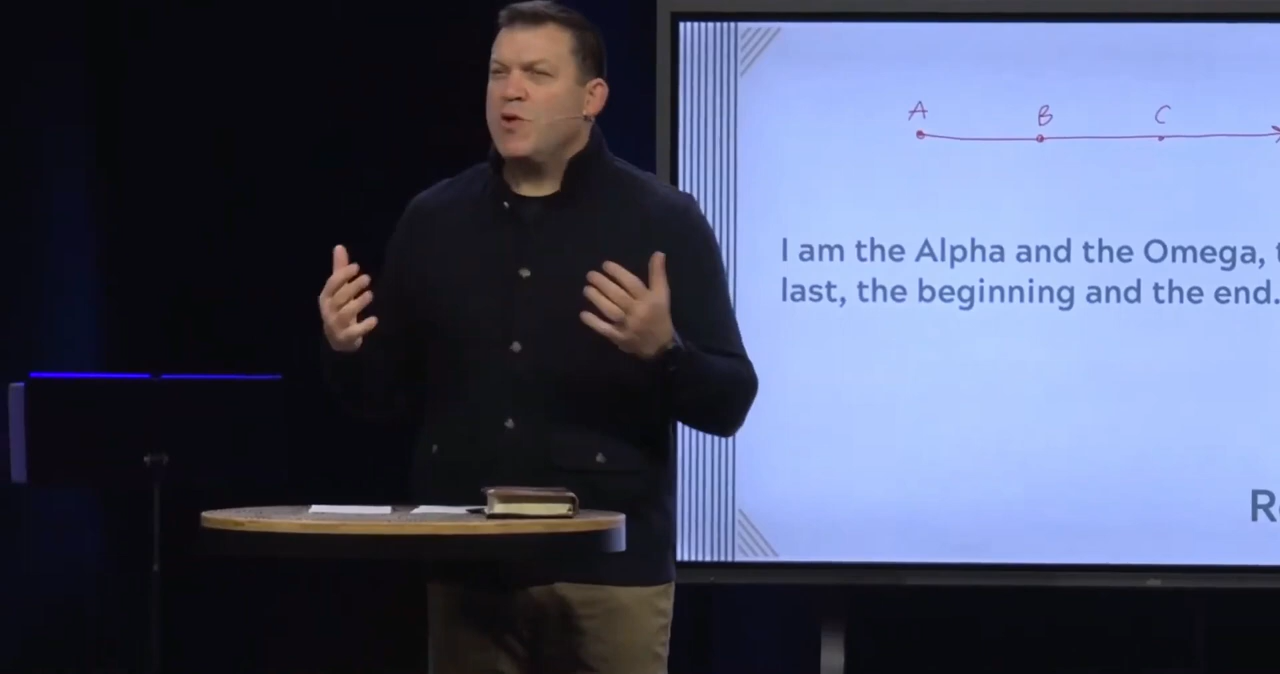 A B C
I am the Alpha and the Omega,
last, the beginning and the end.